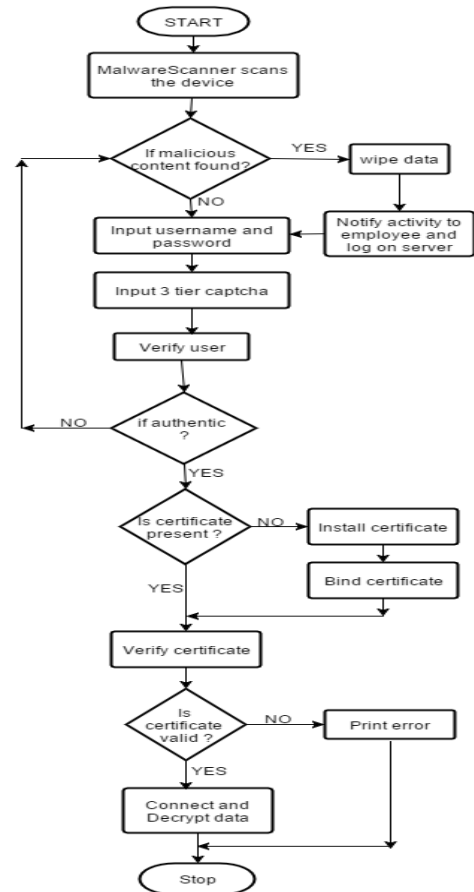 START
MalwareScanner scans
the device
If malicious
content found?
YES
wipe data
NO
Notify activity to
employee and
log on server
Input username and
password
Input 3 tier captcha
Verify user
if authentic
?
NO
YES
Is certificate
present ?
NO
Install certificate
Bind certificate
YES
Verify certificate
Is
certificate
valid ?
NO
Print error
YES
Connect and
Decrypt data
Stop